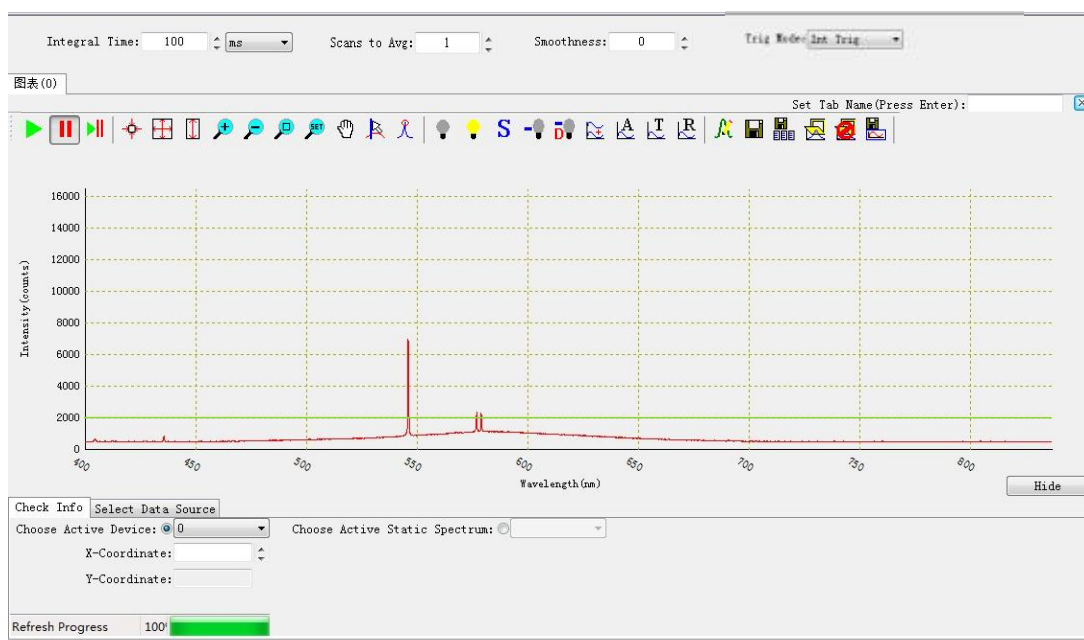 Integral Time: 100 ms Scans to Avg: 1 Smoothness: 0 Trig Mode: Int Trig
图表(0)
Set Tab Name(Press Enter):
SET S D A T R
16000
14000
12000
10000
8000
6000
4000
2000
0
Intensity(counts)
400 450 500 550 600 650 700 750 800
Wavelength(nm)
Hide
Check Info Select Data Source
Choose Active Device: 0 Choose Active Static Spectrum:
X-Coordinate:
Y-Coordinate:
Refresh Progress 100%